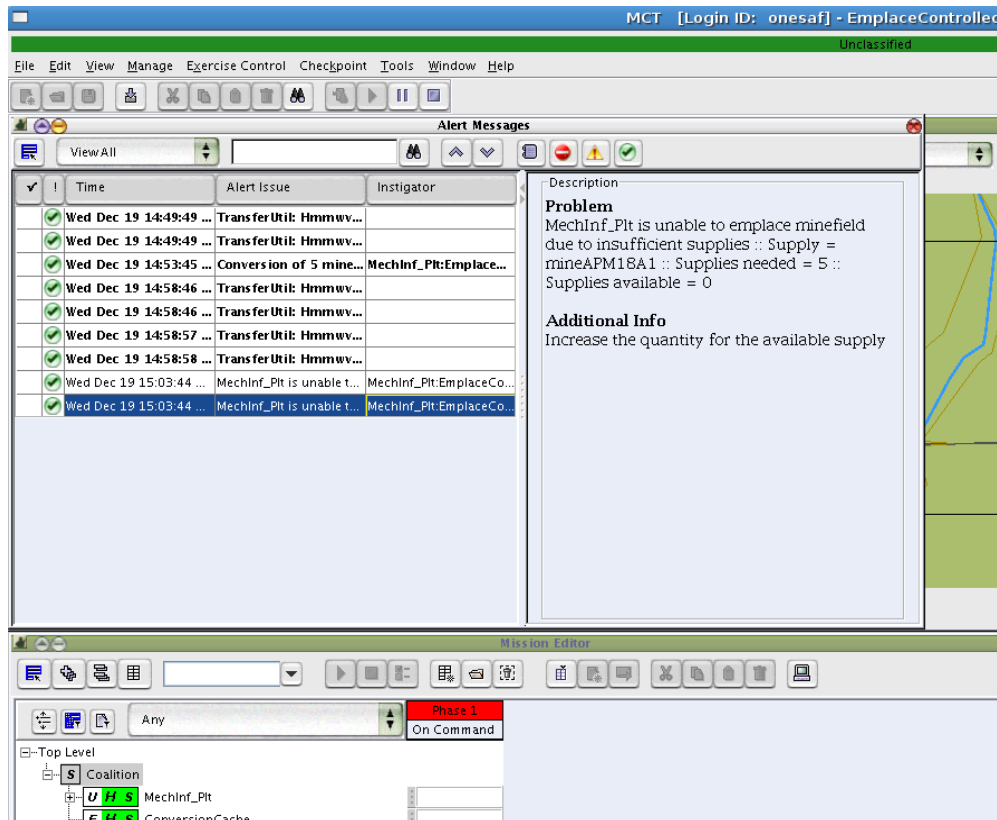 MCT [Login ID: onesaf] - EmplaceControlled
Unclassified
File Edit View Manage Exercise Control Checkpoint Tools Window Help
Alert Messages
View All
✔ ! Time Alert Issue Instigator
Wed Dec 19 14:49:49 ... TransferUtil: Hmmwv...
Wed Dec 19 14:49:49 ... TransferUtil: Hmmwv...
Wed Dec 19 14:53:45 ... Conversion of 5 mine... MechInf_Plt:Emplace...
Wed Dec 19 14:58:46 ... TransferUtil: Hmmwv...
Wed Dec 19 14:58:46 ... TransferUtil: Hmmwv...
Wed Dec 19 14:58:57 ... TransferUtil: Hmmwv...
Wed Dec 19 14:58:58 ... TransferUtil: Hmmwv...
Wed Dec 19 15:03:44 ... MechInf_Plt is unable t... MechInf_Plt:EmplaceCo...
Wed Dec 19 15:03:44 ... MechInf_Plt is unable t... MechInf_Plt:EmplaceCo...
Description
Problem
MechInf_Plt is unable to emplace minefield
due to insufficient supplies :: Supply =
mineAPM18A1 :: Supplies needed = 5 ::
Supplies available = 0
Additional Info
Increase the quantity for the available supply
Mission Editor
Any
Phase 1
On Command
Top Level
S Coalition
U H S MechInf_Plt
E H S ConversionCache